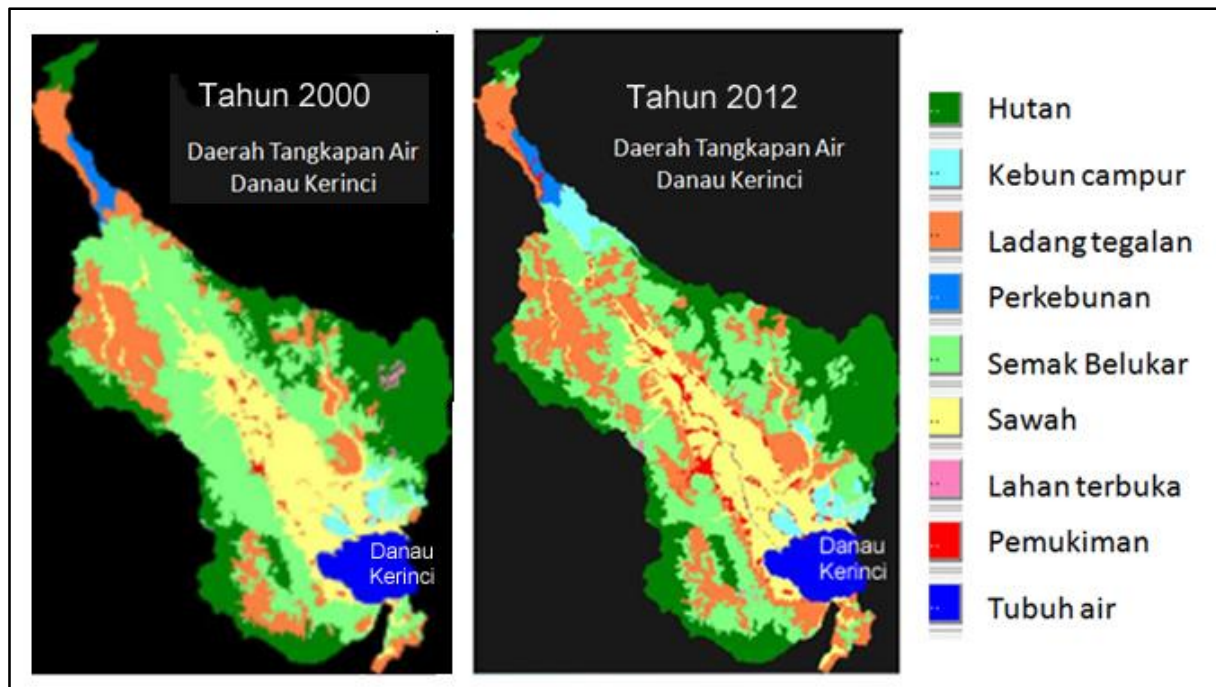 Tahun 2000
Daerah Tangkapan Air
Danau Kerinci
Danau
Kerinci
Tahun 2012
Daerah Tangkapan Air
Danau Kerinci
Danau
Kerinci
Hutan
Kebun campur
Ladang tegalan
Perkebunan
Semak Belukar
Sawah
Lahan terbuka
Pemukiman
Tubuh air